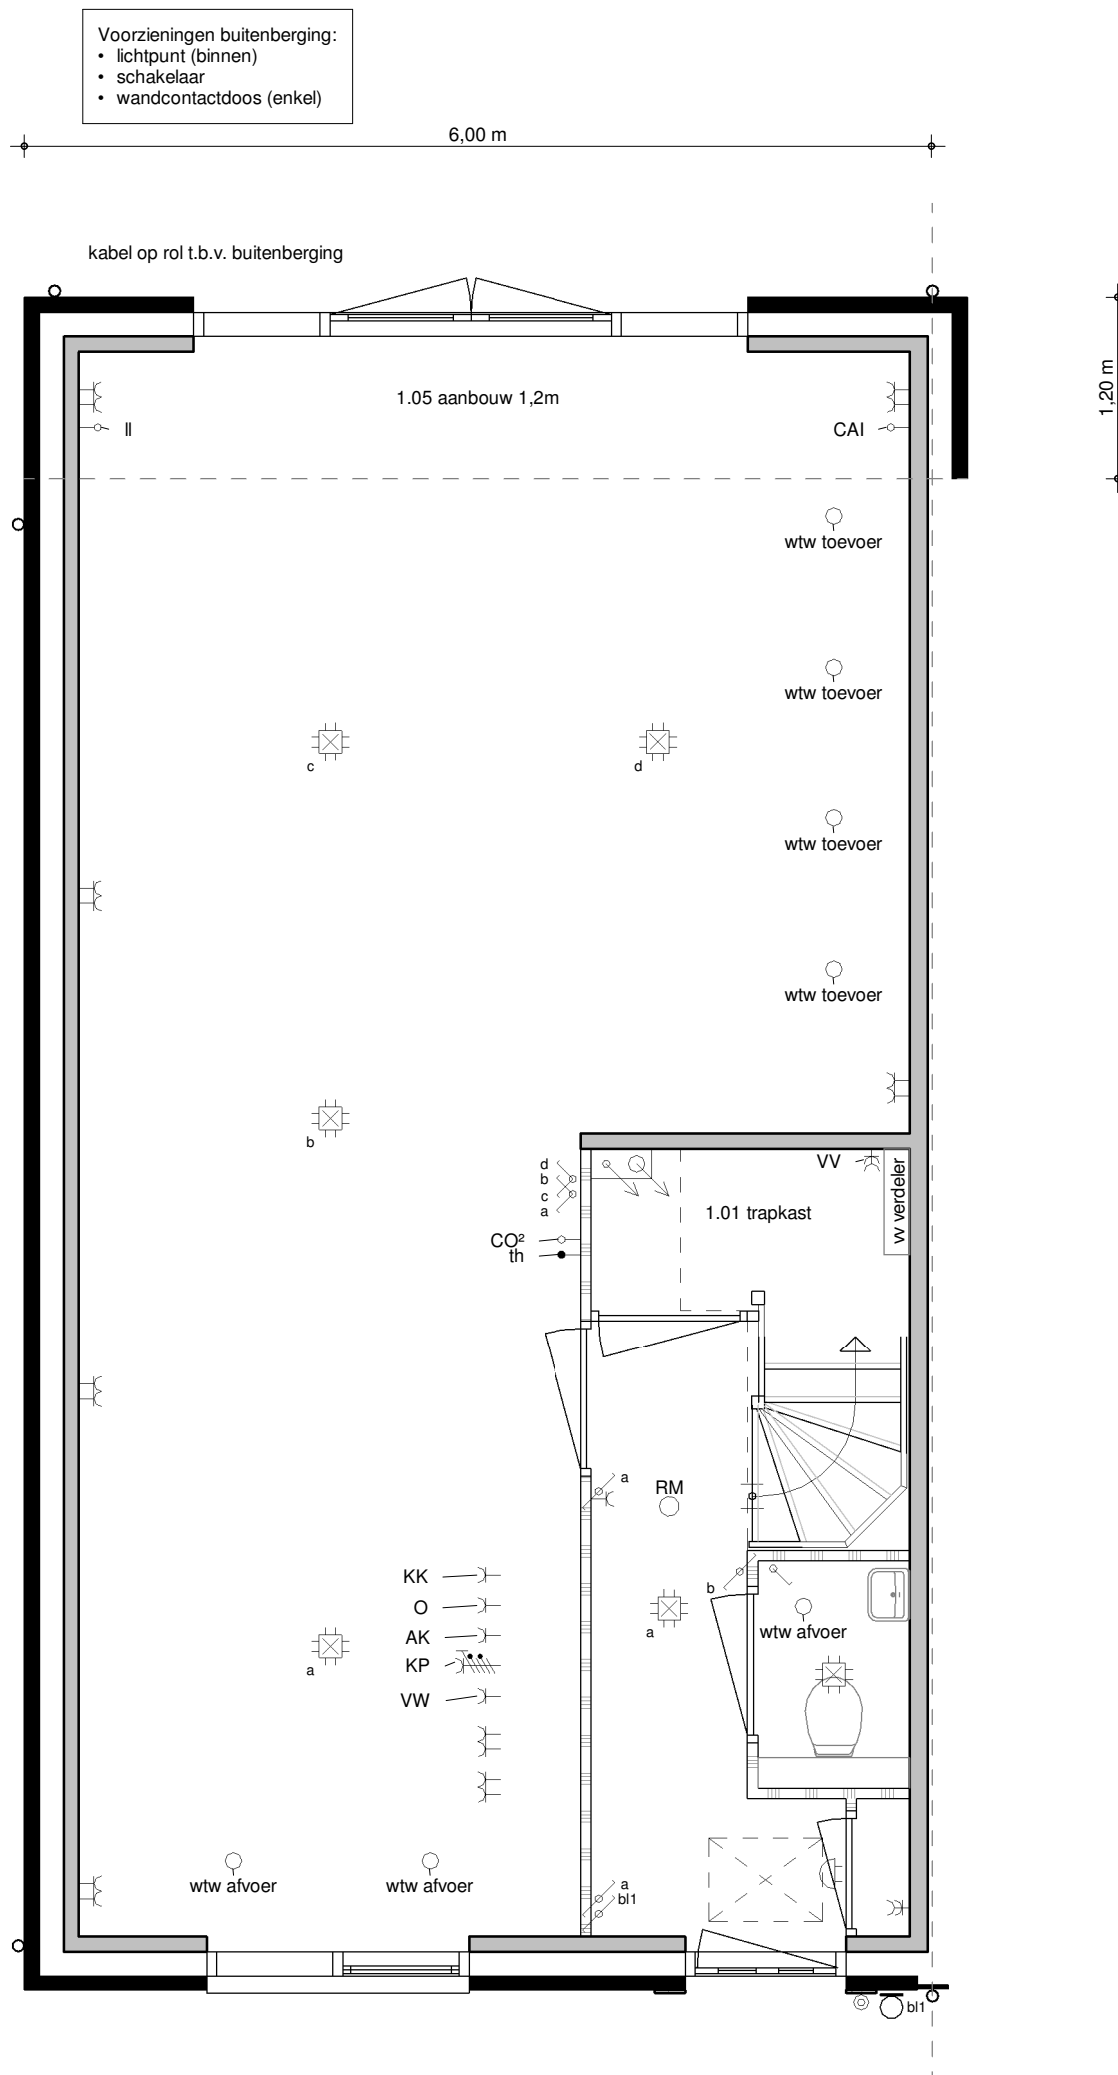 Voorzieningen buitenberging:
• lichtpunt (binnen)
• schakelaar
• wandcontactdoos (enkel)
6,00 m
kabel op rol t.b.v. buitenberging
1,20 m
1.05 aanbouw 1,2m
II
CAI
wtw toevoer
wtw toevoer
c
d
wtw toevoer
wtw toevoer
b
d
b
c
a
VV
vv verdeler
1.01 trapkast
CO²
th
a
RM
KK
b
O
wtw afvoer
a
AK
a
KP
VW
wtw afvoer
wtw afvoer
a
bl1
bl1